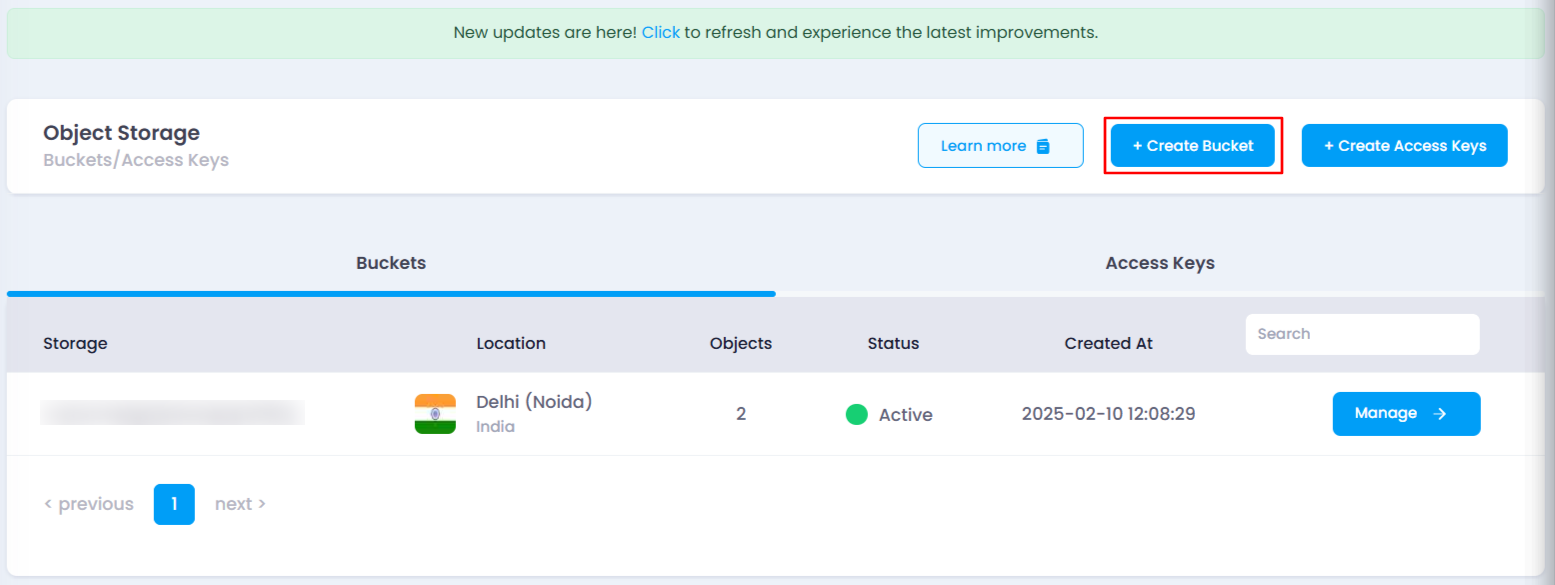 New updates are here! Click to refresh and experience the latest improvements.
Object Storage
Buckets/Access Keys
Learn more
+ Create Bucket
+ Create Access Keys
Buckets
Access Keys
Storage
Location
Objects
Status
Created At
Search
Delhi (Noida)
India
2
Active
2025-02-10 12:08:29
Manage →
< previous
1
next >